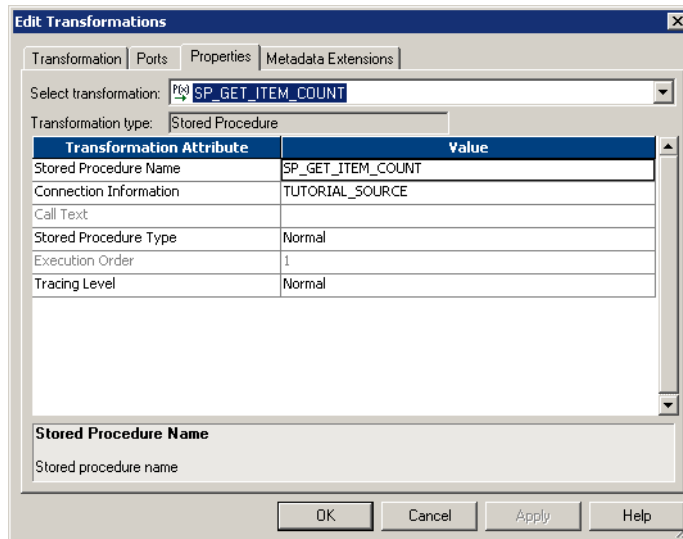 Edit Transformations
Transformation Ports Properties Metadata Extensions
Select transformation: P(x) SP_GET_ITEM_COUNT
Transformation type: Stored Procedure
Transformation Attribute Value
Stored Procedure Name SP_GET_ITEM_COUNT
Connection Information TUTORIAL_SOURCE
Call Text
Stored Procedure Type Normal
Execution Order 1
Tracing Level Normal
Stored Procedure Name
Stored procedure name
OK Cancel Apply Help